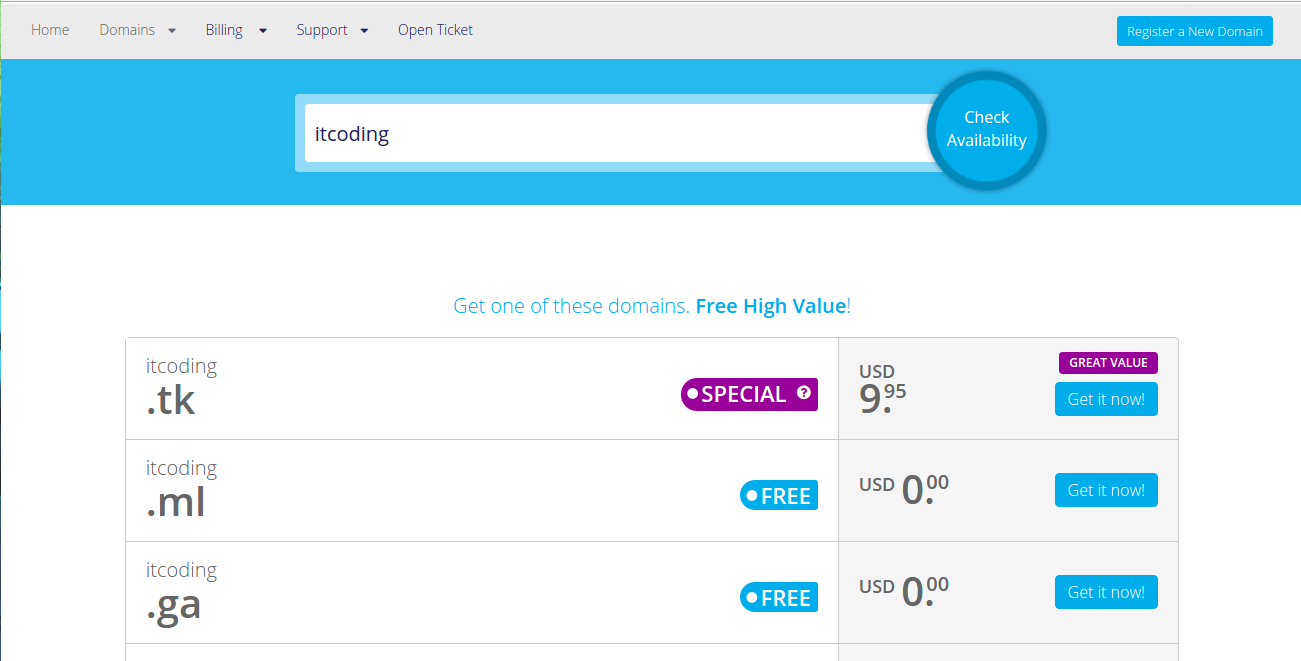 Home Domains Billing Support Open Ticket Register a New Domain
itcoding
Check
Availability
Get one of these domains. Free High Value!
itcoding
.tk
SPECIAL ?
USD
9.95
GREAT VALUE
Get it now!
itcoding
.ml
FREE
USD 0.00
Get it now!
itcoding
.ga
FREE
USD 0.00
Get it now!